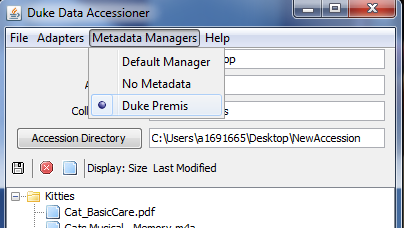 Duke Data Accessioner
File Adapters Metadata Managers Help
Default Manager
No Metadata
Duke Premis
Accession Directory C:\Users\a1691665\Desktop\NewAccession
Display: Size Last Modified
Kitties
Cat_BasicCare.pdf